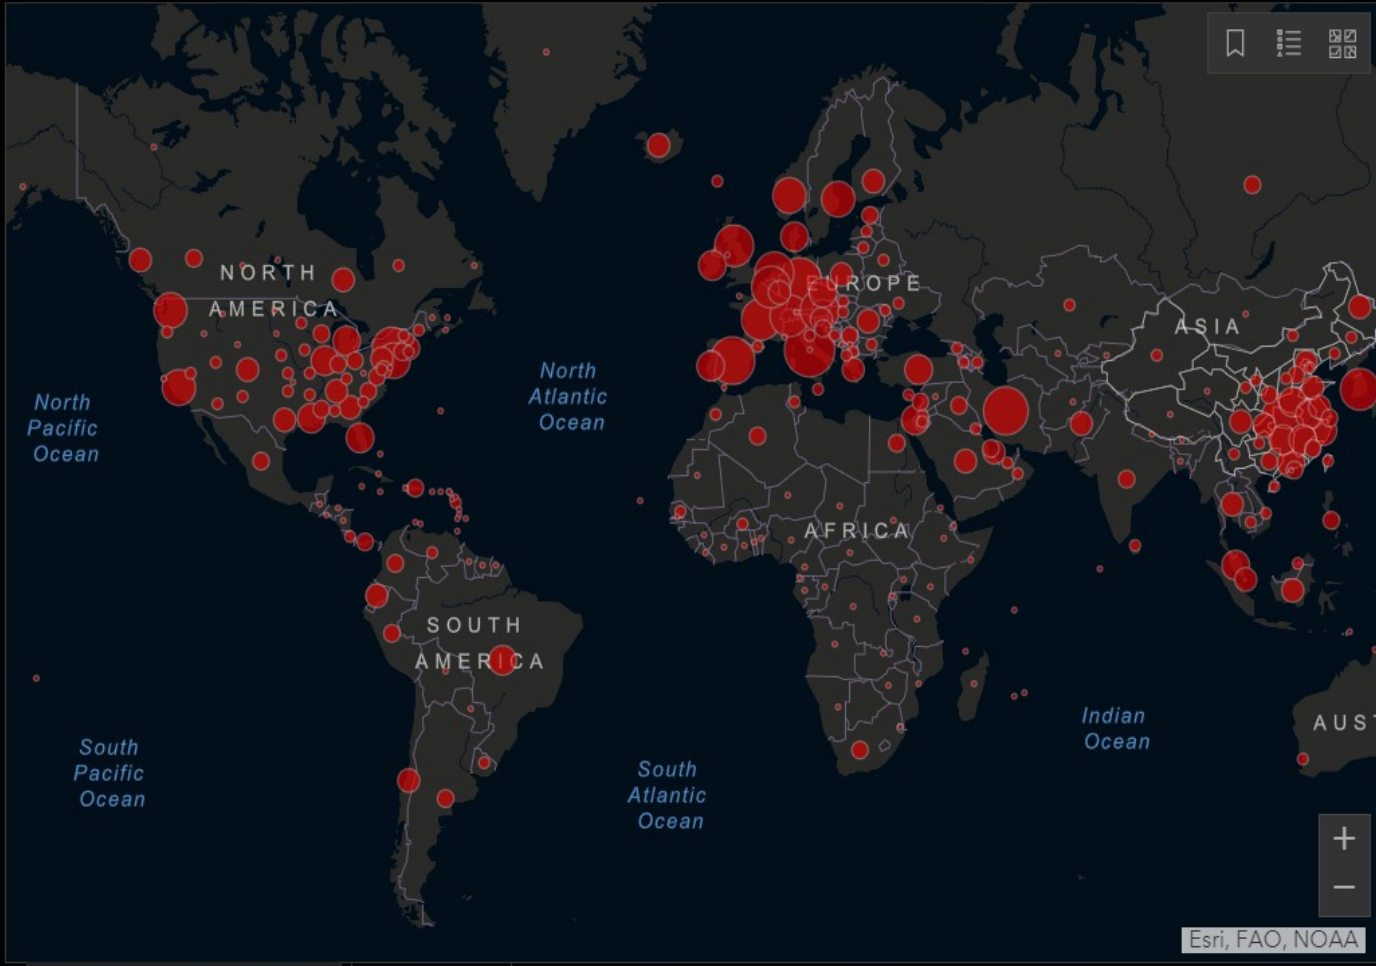 NORTH
AMERICA
EUROPE
ASIA
North
Pacific
Ocean
North
Atlantic
Ocean
AFRICA
SOUTH
AMERICA
Indian
Ocean
AUST
South
Pacific
Ocean
South
Atlantic
Ocean
+
−
Esri, FAO, NOAA